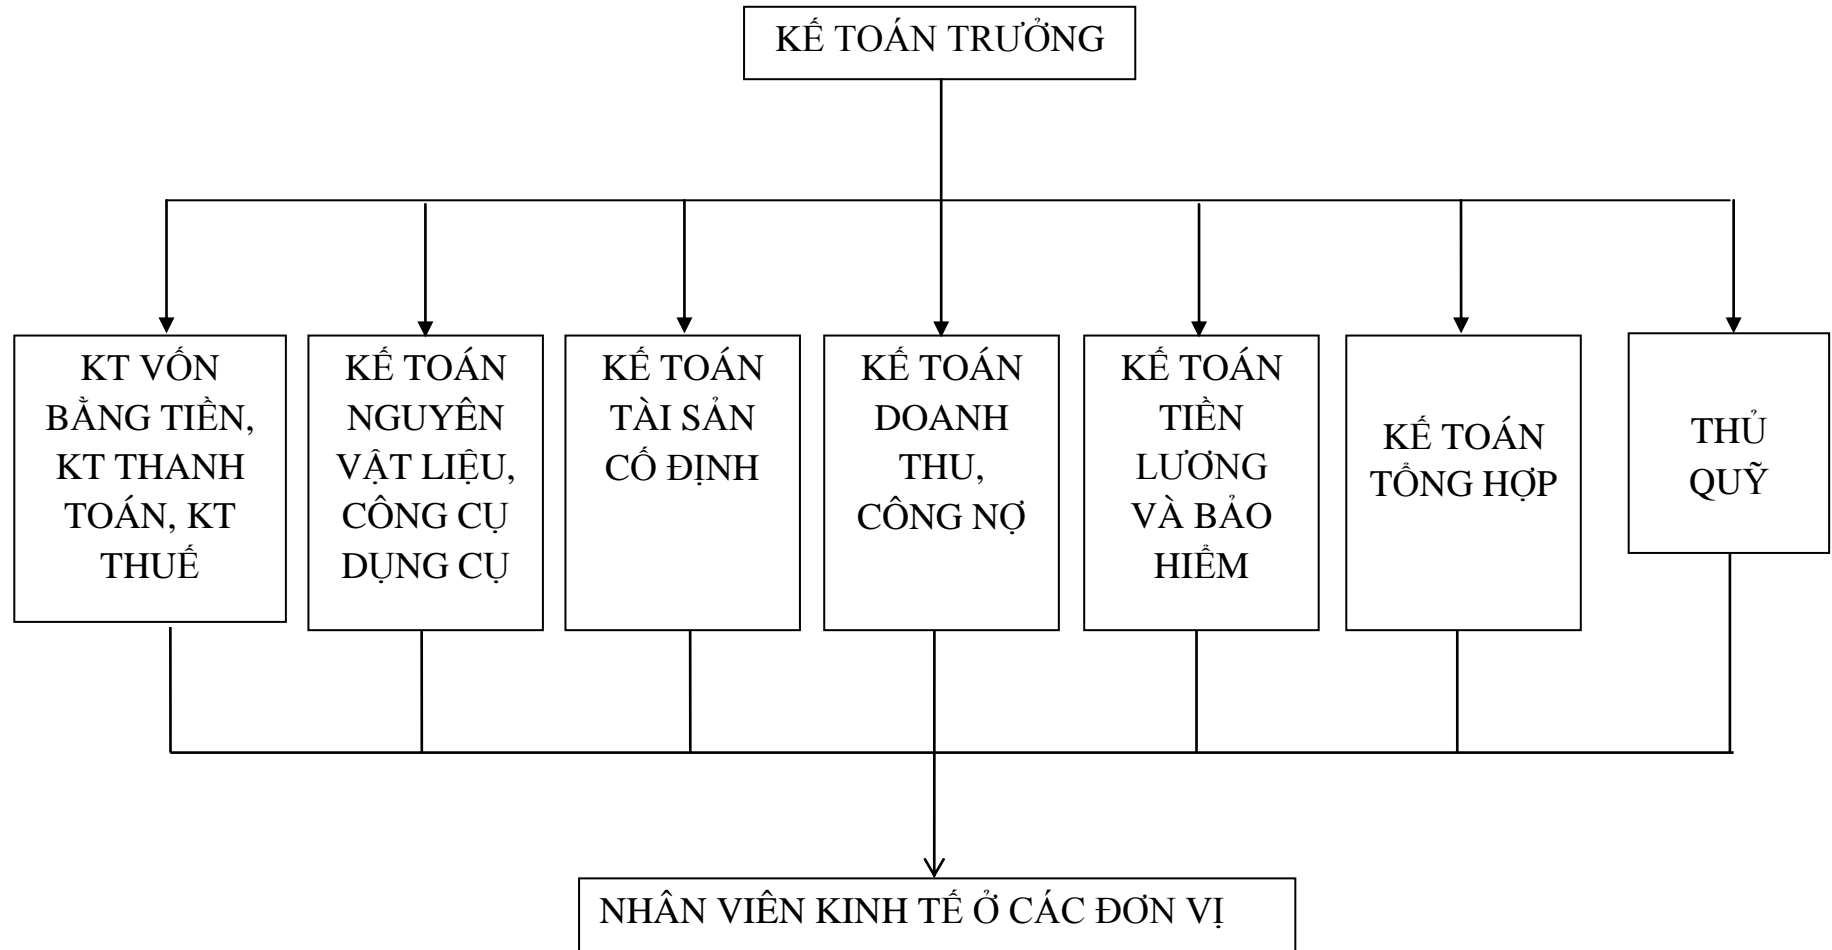 KẾ TOÁN TRƯỞNG
KT VỐN
BẰNG TIỀN,
KT THANH
TOÁN, KT
THUẾ
KẾ TOÁN
NGUYÊN
VẬT LIỆU,
CÔNG CỤ
DỤNG CỤ
KẾ TOÁN
TÀI SẢN
CỐ ĐỊNH
KẾ TOÁN
DOANH
THU,
CÔNG NỢ
KẾ TOÁN
TIỀN
LƯƠNG
VÀ BẢO
HIỂM
KẾ TOÁN
TỔNG HỢP
THỦ
QUỸ
NHÂN VIÊN KINH TẾ Ở CÁC ĐƠN VỊ